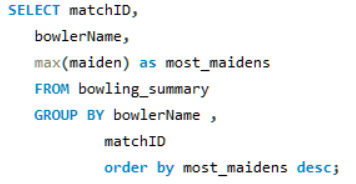 SELECT matchID,
bowlerName,
max(maiden) as most_maidens
FROM bowling_summary
GROUP BY bowlerName ,
matchID
order by most_maidens desc;